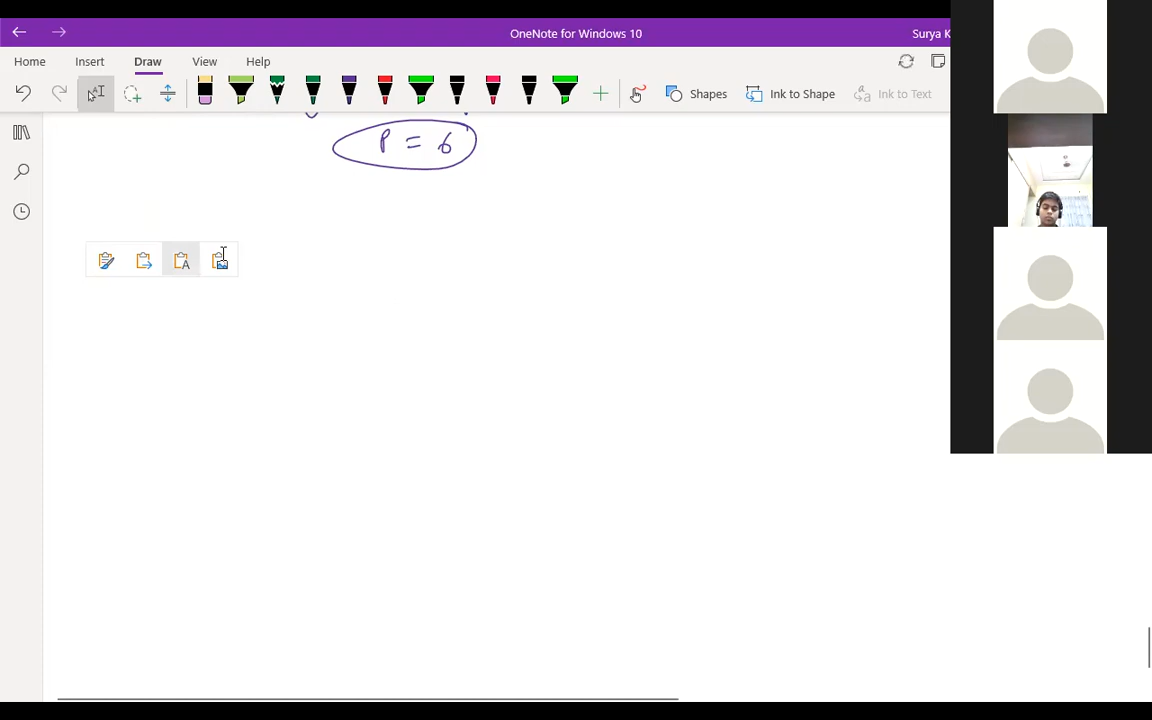 OneNote for Windows 10
Surya K
Home Insert Draw View Help
Shapes Ink to Shape Ink to Text
P = 6